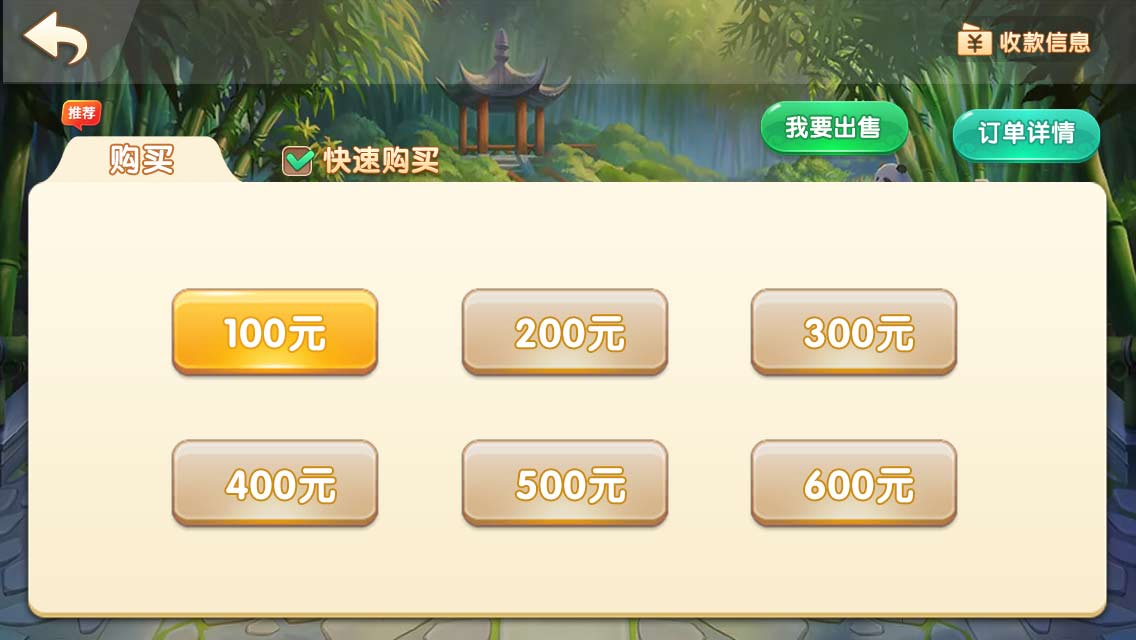 ¥ 收款信息
推荐
我要出售
订单详情
购买
快速购买
100元
200元
300元
400元
500元
600元